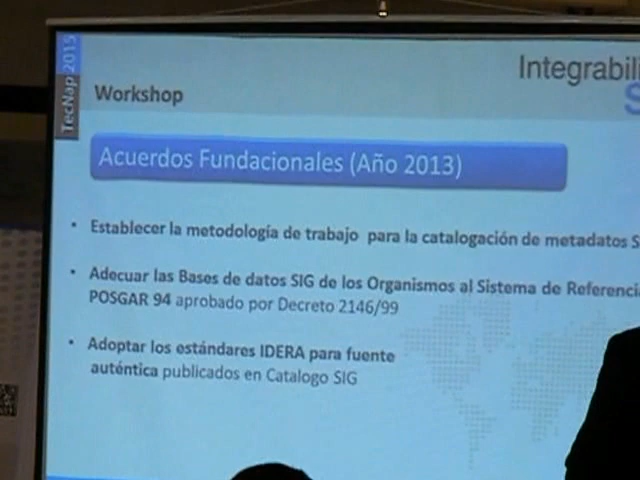 TecNap 2015
Integrabili
S
Workshop
Acuerdos Fundacionales (Año 2013)
• Establecer la metodología de trabajo para la catalogación de metadatos S
• Adecuar las Bases de datos SIG de los Organismos al Sistema de Referenci
POSGAR 94 aprobado por Decreto 2146/99
• Adoptar los estándares IDERA para fuente
auténtica publicados en Catalogo SIG